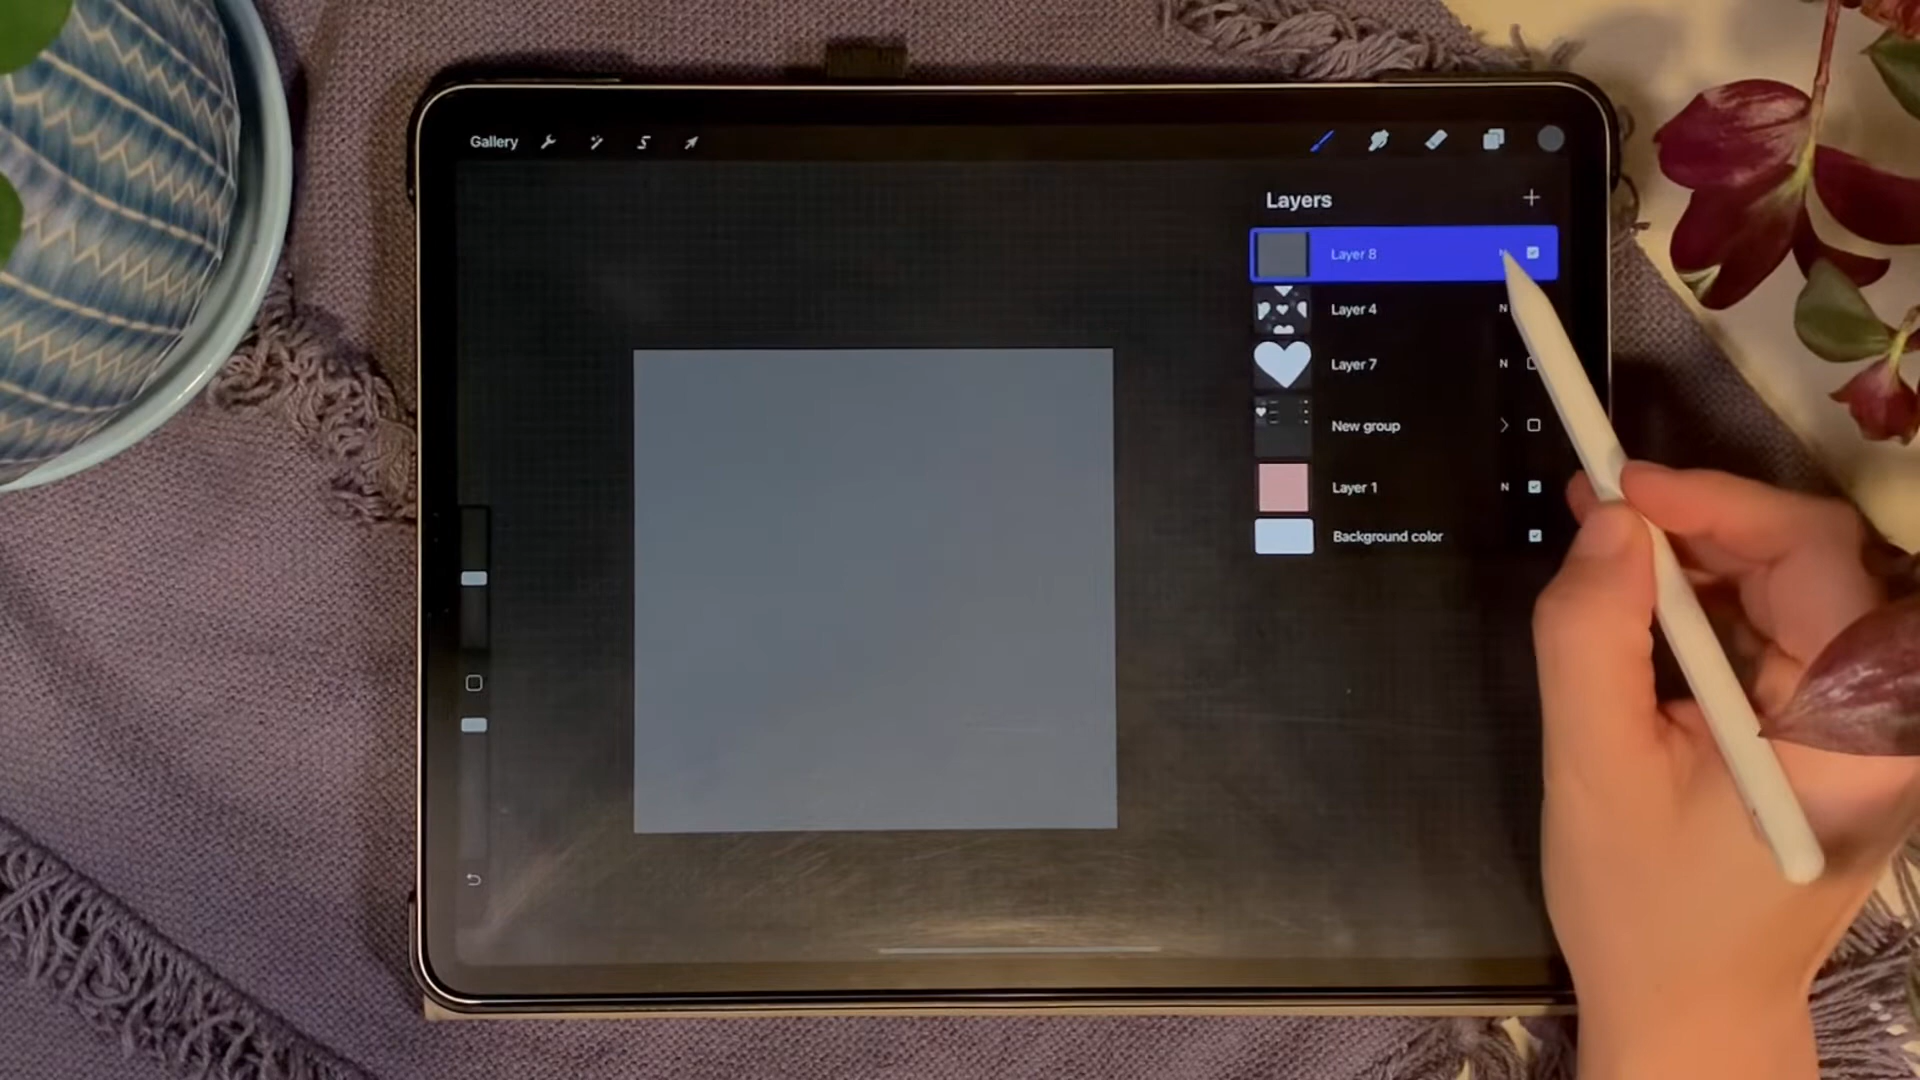 Gallery
Layers
Layer 8 N
Layer 4 N
Layer 7 N
New group
Layer 1 N
Background color